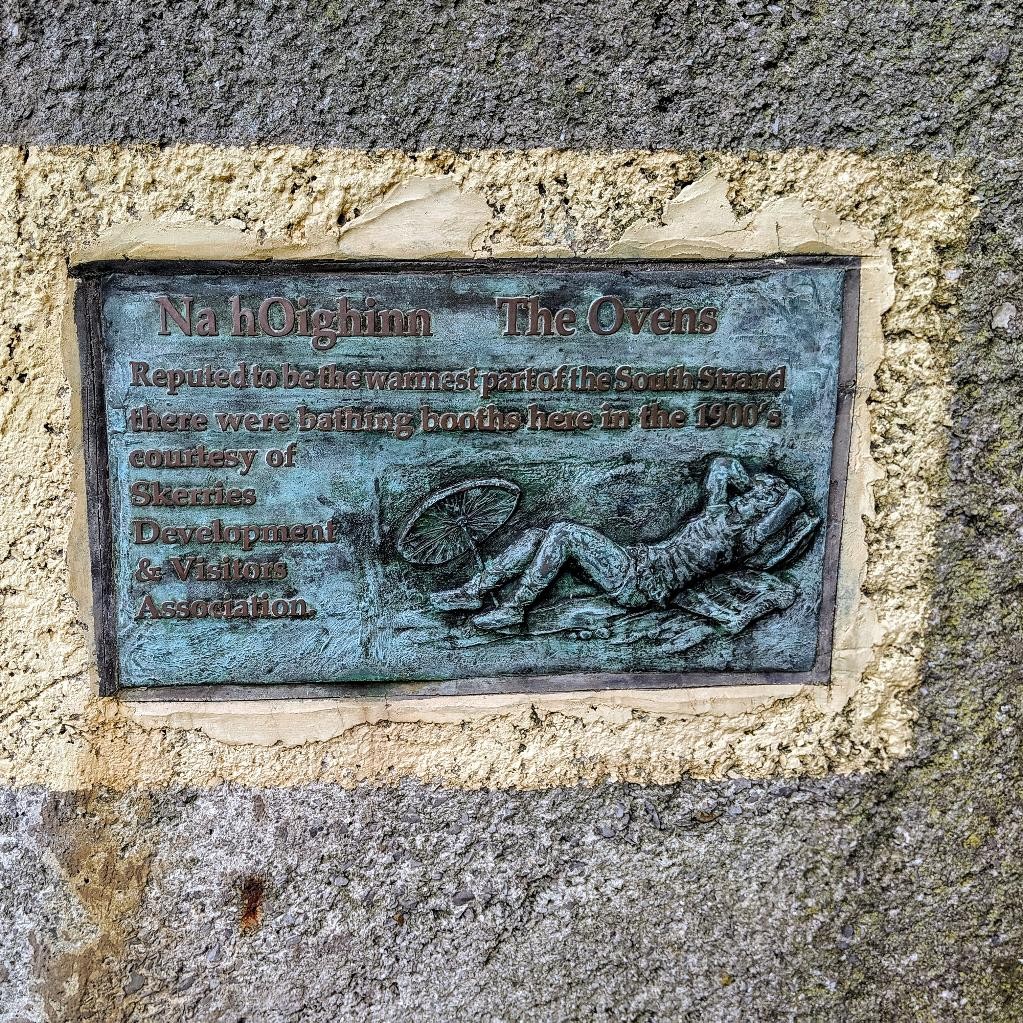 Na hOighinn The Ovens
Reputed to be the warmest part of the South Strand
there were bathing booths here in the 1900's
courtesy of
Skerries
Development
& Visitors
Association.